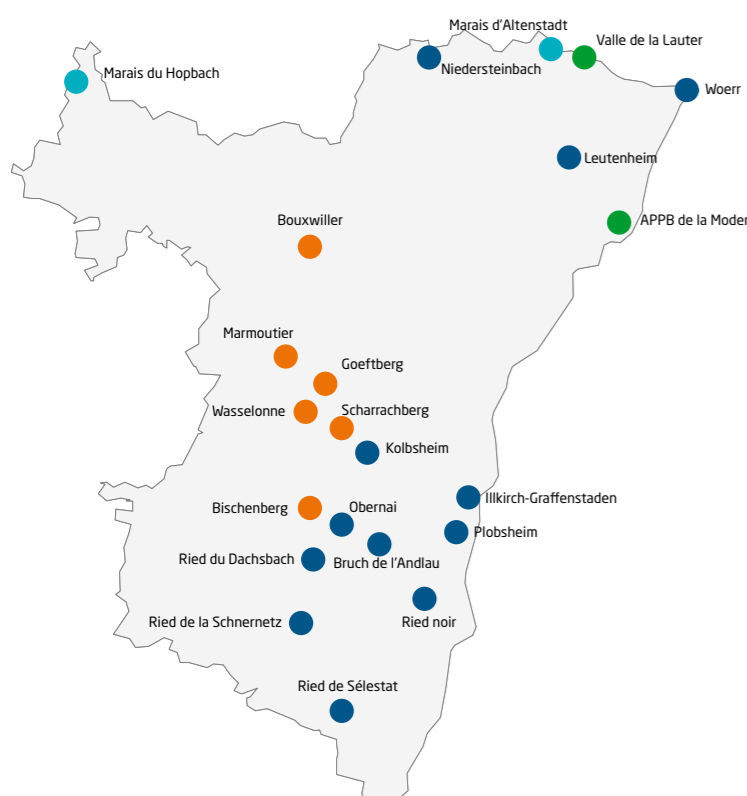 Marais d'Altenstadt
Valle de la Lauter
Marais du Hopbach
Niedersteinbach
Woerr
Leutenheim
APPB de la Moder
Bouxwiller
Marmoutier
Goeftberg
Wasselonne
Scharrachberg
Kolbsheim
Illkirch-Graffenstaden
Bischenberg
Obernai
Plobsheim
Ried du Dachsbach
Bruch de l'Andlau
Ried de la Schnernetz
Ried noir
Ried de Sélestat